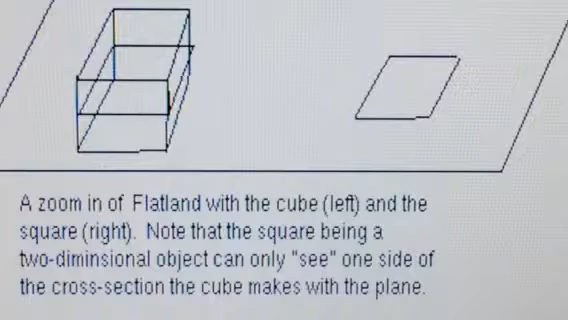 A zoom in of Flatland with the cube (left) and the
square (right). Note that the square being a
two-diminsional object can only "see" one side of
the cross-section the cube makes with the plane.